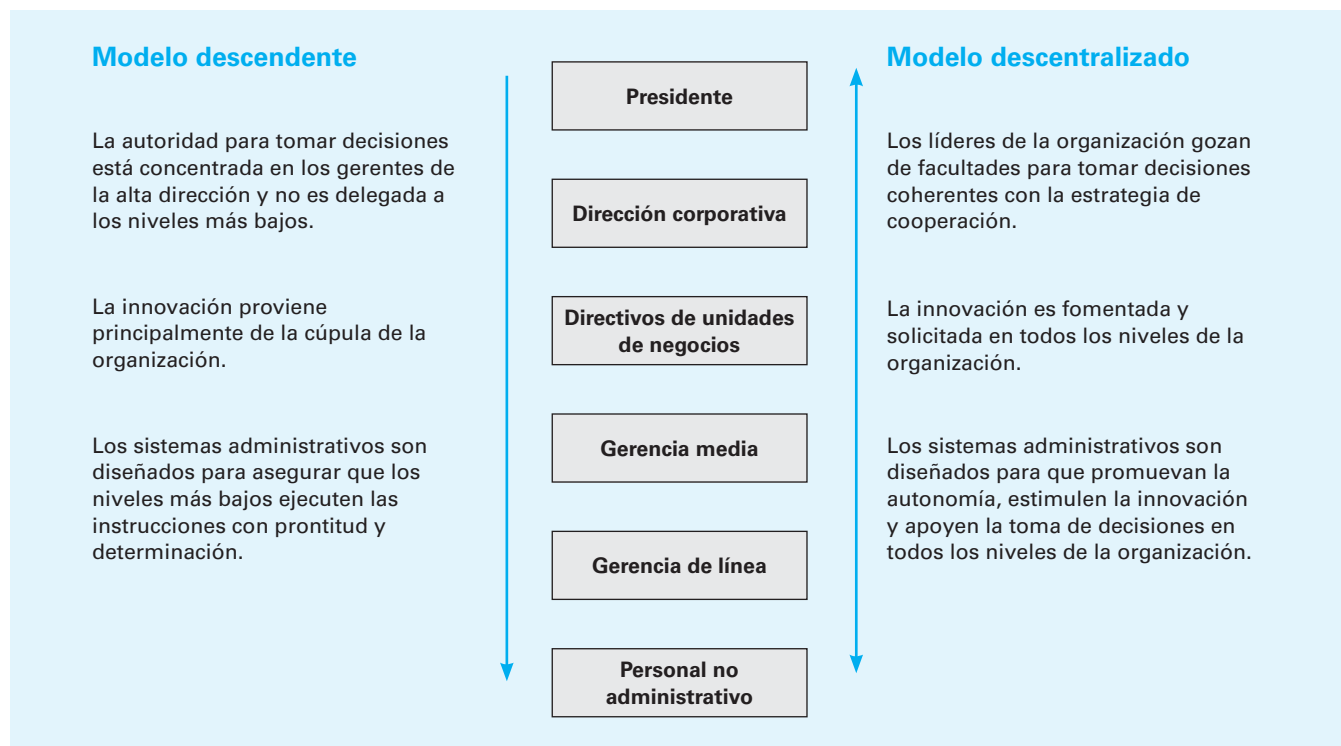 Modelo descendente
La autoridad para tomar decisiones
está concentrada en los gerentes de
la alta dirección y no es delegada a
los niveles más bajos.
La innovación proviene
principalmente de la cúpula de la
organización.
Los sistemas administrativos son
diseñados para asegurar que los
niveles más bajos ejecuten las
instrucciones con prontitud y
determinación.
Presidente
Dirección corporativa
Directivos de unidades
de negocios
Gerencia media
Gerencia de línea
Personal no
administrativo
Modelo descentralizado
Los líderes de la organización gozan
de facultades para tomar decisiones
coherentes con la estrategia de
cooperación.
La innovación es fomentada y
solicitada en todos los niveles de la
organización.
Los sistemas administrativos son
diseñados para que promuevan la
autonomía, estimulen la innovación
y apoyen la toma de decisiones en
todos los niveles de la organización.